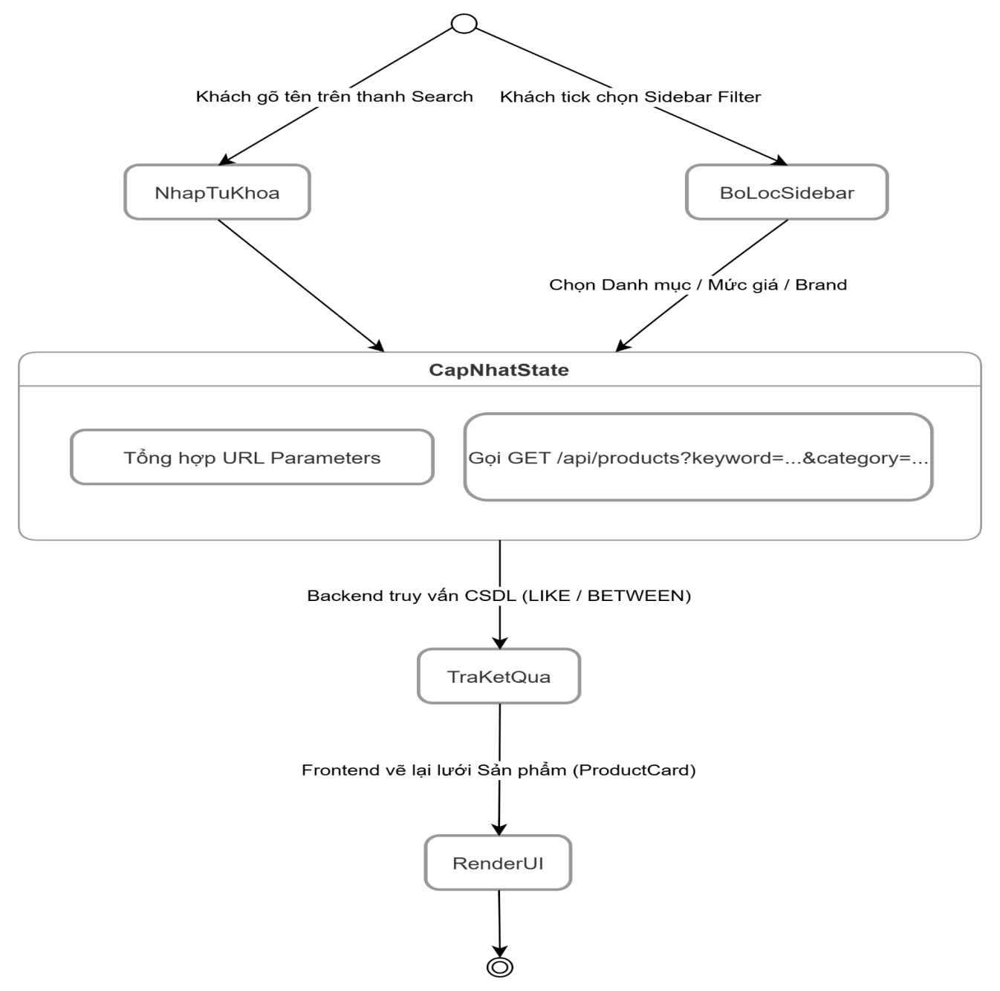 Khách gõ tên trên thanh Search
Khách tick chọn Sidebar Filter
NhapTuKhoa
BoLocSidebar
Chọn Danh mục / Mức giá / Brand
CapNhatState
Tổng hợp URL Parameters
Gọi GET /api/products?keyword=...&category=...
Backend truy vấn CSDL (LIKE / BETWEEN)
TraKetQua
Frontend vẽ lại lưới Sản phẩm (ProductCard)
RenderUI